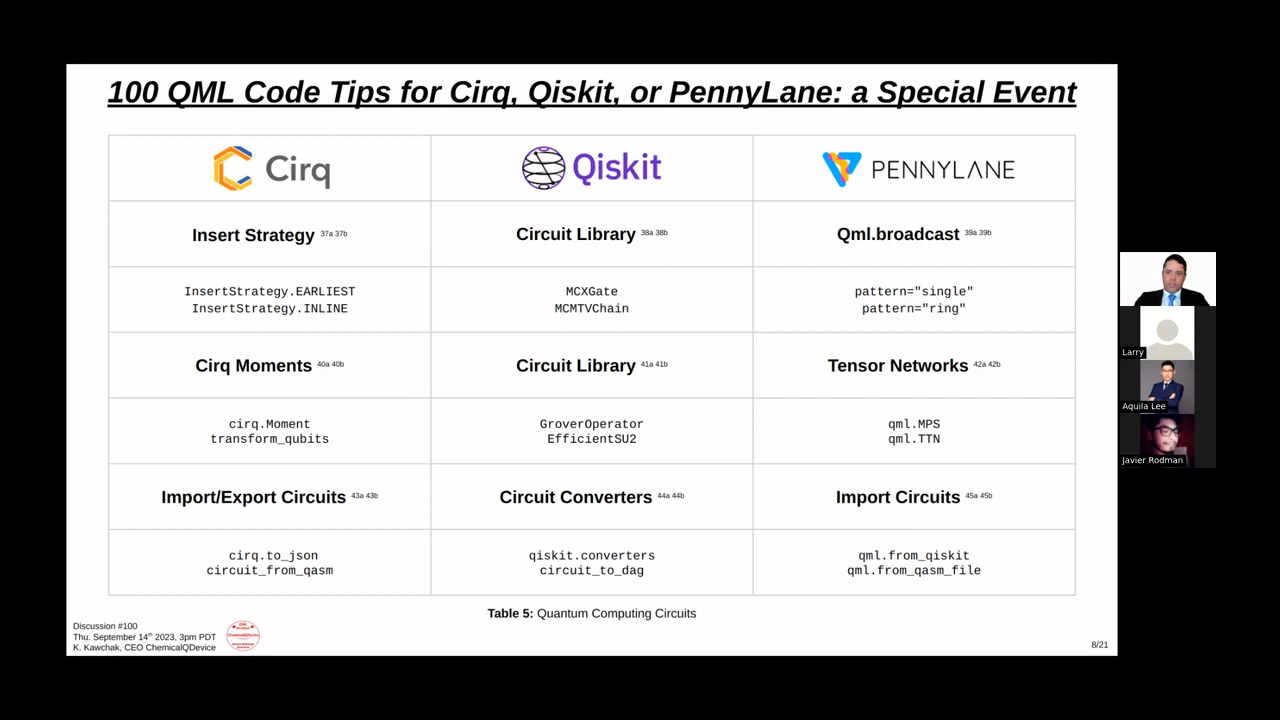 100 QML Code Tips for Cirq, Qiskit, or PennyLane: a Special Event
Cirq
Qiskit
PENNYLANE
Insert Strategy 37a 37b
Circuit Library 38a 38b
Qml.broadcast 39a 39b
InsertStrategy.EARLIEST
InsertStrategy.INLINE
MCXGate
MCMTVChain
pattern="single"
pattern="ring"
Cirq Moments 40a 40b
Circuit Library 41a 41b
Tensor Networks 42a 42b
cirq.Moment
transform_qubits
GroverOperator
EfficientSU2
qml.MPS
qml.TTN
Import/Export Circuits 43a 43b
Circuit Converters 44a 44b
Import Circuits 45a 45b
cirq.to_json
circuit_from_qasm
qiskit.converters
circuit_to_dag
qml.from_qiskit
qml.from_qasm_file
Table 5: Quantum Computing Circuits
Discussion #100
Thu. September 14th 2023, 3pm PDT
K. Kawchak, CEO ChemicalQDevice
8/21
Larry
Aquila Lee
Javier Rodman